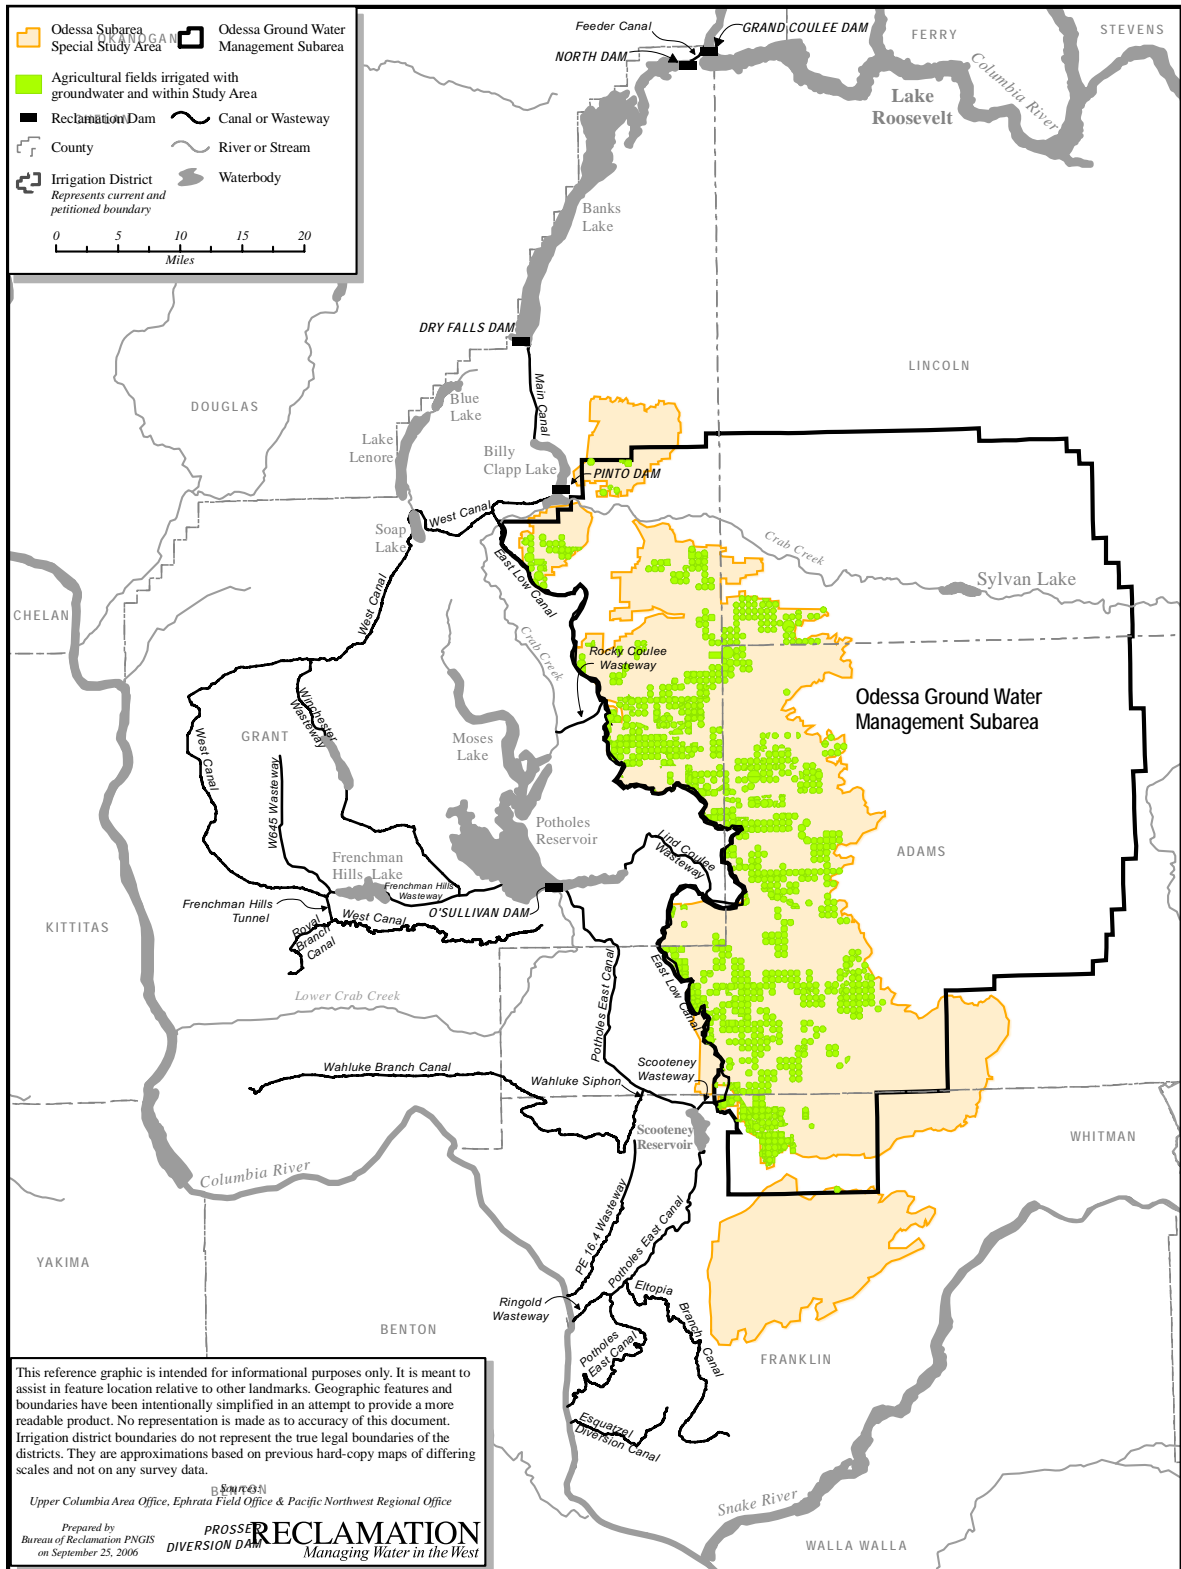 Odessa Subarea
Special Study Area
Odessa Ground Water
Management Subarea
OKANOGAN
Agricultural fields irrigated with
groundwater and within Study Area
Reclamation Dam
CHELAN
Canal or Wasteway
County
River or Stream
Irrigation District
Represents current and
petitioned boundary
Waterbody
0 5 10 15 20
Miles
Feeder Canal
GRAND COULEE DAM
NORTH DAM
FERRY
STEVENS
Columbia River
Lake
Roosevelt
Banks
Lake
DRY FALLS DAM
LINCOLN
DOUGLAS
Blue
Lake
Main Canal
Lake
Lenore
Billy
Clapp Lake
PINTO DAM
West Canal
Soap
Lake
East Low Canal
Crab Creek
Sylvan Lake
CHELAN
West Canal
Crab Creek
Rocky Coulee
Wasteway
Odessa Ground Water
Management Subarea
Winchester
Wasteway
GRANT
West Canal
Moses
Lake
W645 Wasteway
Potholes
Reservoir
Lind Coulee
Wasteway
ADAMS
Frenchman
Hills Lake
Frenchman Hills
Wasteway
Frenchman Hills
Tunnel
O'SULLIVAN DAM
West Canal
Royal
Branch
Canal
KITTITAS
East Low Canal
Potholes East Canal
Lower Crab Creek
Wahluke Branch Canal
Wahluke Siphon
Scooteney
Wasteway
Scooteney
Reservoir
WHITMAN
Columbia River
PE 16.4 Wasteway
Potholes East Canal
YAKIMA
Ringold
Wasteway
Eltopia
Branch Canal
BENTON
Potholes
East Canal
FRANKLIN
Esquatzel
Diversion Canal
Snake River
WALLA WALLA
This reference graphic is intended for informational purposes only. It is meant to
assist in feature location relative to other landmarks. Geographic features and
boundaries have been intentionally simplified in an attempt to provide a more
readable product. No representation is made as to accuracy of this document.
Irrigation district boundaries do not represent the true legal boundaries of the
districts. They are approximations based on previous hard-copy maps of differing
scales and not on any survey data.
BENTON
Sources:
Upper Columbia Area Office, Ephrata Field Office & Pacific Northwest Regional Office
Prepared by
Bureau of Reclamation PNGIS
on September 25, 2006
PROSSER
DIVERSION DAM
RECLAMATION
Managing Water in the West